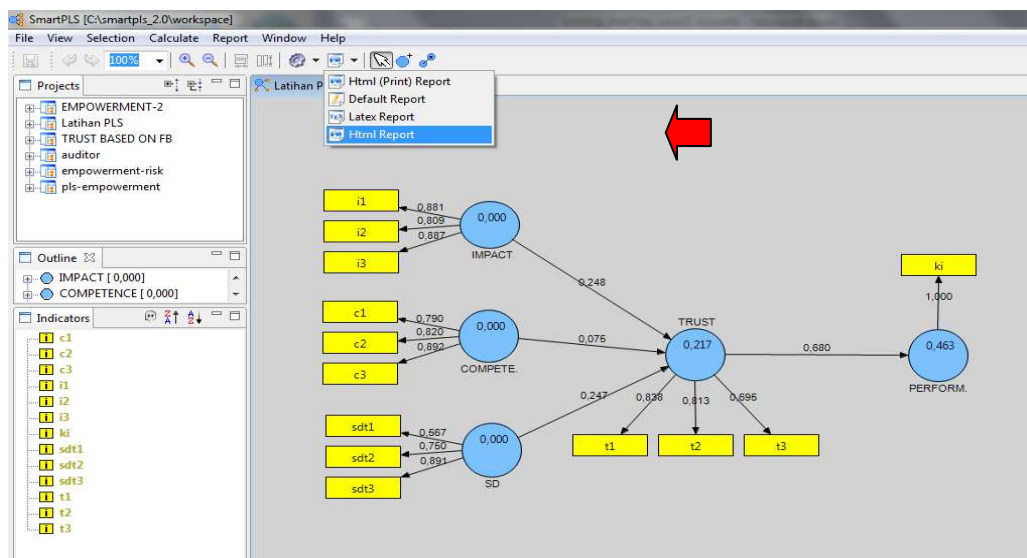 SmartPLS [C:\smartpls_2.0\workspace]
File View Selection Calculate Report Window Help
100%
Projects
EMPOWERMENT-2
Latihan PLS
TRUST BASED ON FB
auditor
empowerment-risk
pls-empowerment
Outline
IMPACT [ 0,000]
COMPETENCE [ 0,000]
Indicators
c1
c2
c3
i1
i2
i3
ki
sdt1
sdt2
sdt3
t1
t2
t3
Latihan P
Html (Print) Report
Default Report
Latex Report
Html Report
i1
i2
i3
0,881
0,809
0,887
0,000
IMPACT
0,248
c1
c2
c3
0,790
0,820
0,892
0,000
COMPETE.
0,075
sdt1
sdt2
sdt3
0,567
0,750
0,891
0,000
SD
0,247
TRUST
0,217
0,838
0,813
0,695
t1
t2
t3
0,680
ki
1,000
0,463
PERFORM.